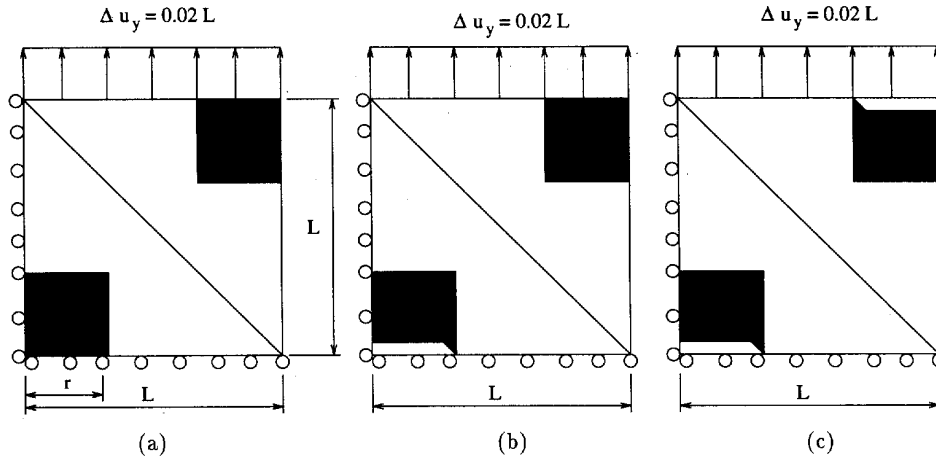 Δ u_y = 0.02 L
Δ u_y = 0.02 L
Δ u_y = 0.02 L
L
r
L
L
L
(a)
(b)
(c)